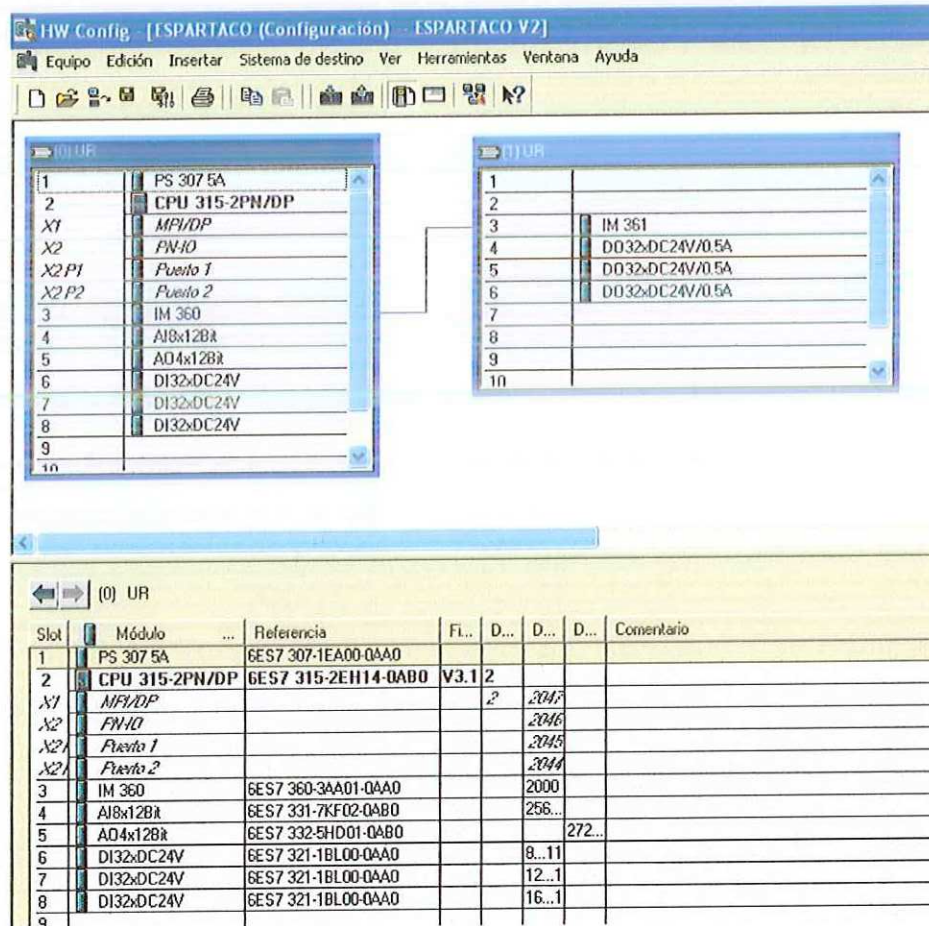 HW Config - [ESPARTACO (Configuración) -- ESPARTACO V2]
Equipo Edición Insertar Sistema de destino Ver Herramientas Ventana Ayuda
(0) UR
1 PS 307 5A
2 CPU 315-2PN/DP
X1 MPI/DP
X2 PN-IO
X2 P1 Puerto 1
X2 P2 Puerto 2
3 IM 360
4 AI8x12Bit
5 AO4x12Bit
6 DI32xDC24V
7 DI32xDC24V
8 DI32xDC24V
9
10
(1) UR
1
2
3 IM 361
4 DO32xDC24V/0.5A
5 DO32xDC24V/0.5A
6 DO32xDC24V/0.5A
7
8
9
10
(0) UR
Slot Módulo ... Referencia Fi... D... D... D... Comentario
1 PS 307 5A 6ES7 307-1EA00-0AA0
2 CPU 315-2PN/DP 6ES7 315-2EH14-0AB0 V3.1 2
X1 MPI/DP 2 2047
X2 PN-IO 2046
X2 Puerto 1 2045
X2 Puerto 2 2044
3 IM 360 6ES7 360-3AA01-0AA0 2000
4 AI8x12Bit 6ES7 331-7KF02-0AB0 256...
5 AO4x12Bit 6ES7 332-5HD01-0AB0 272...
6 DI32xDC24V 6ES7 321-1BL00-0AA0 8...11
7 DI32xDC24V 6ES7 321-1BL00-0AA0 12...1
8 DI32xDC24V 6ES7 321-1BL00-0AA0 16...1
9